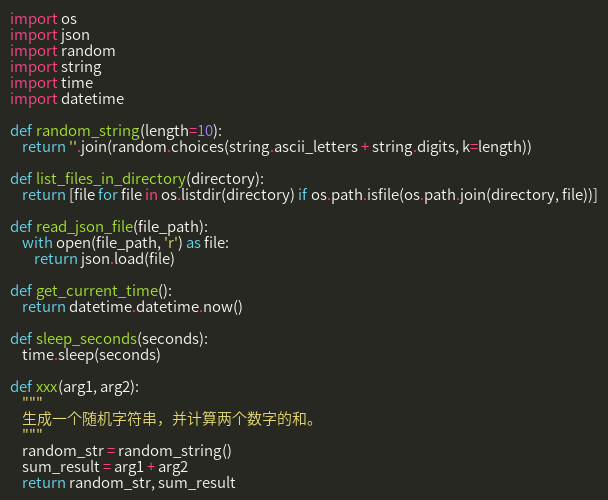 import os
import json
import random
import string
import time
import datetime

def random_string(length=10):
    return ''.join(random.choices(string.ascii_letters + string.digits, k=length))

def list_files_in_directory(directory):
    return [file for file in os.listdir(directory) if os.path.isfile(os.path.join(directory, file))]

def read_json_file(file_path):
    with open(file_path, 'r') as file:
        return json.load(file)

def get_current_time():
    return datetime.datetime.now()

def sleep_seconds(seconds):
    time.sleep(seconds)

def xxx(arg1, arg2):
    """
    生成一个随机字符串，并计算两个数字的和。
    """
    random_str = random_string()
    sum_result = arg1 + arg2
    return random_str, sum_result